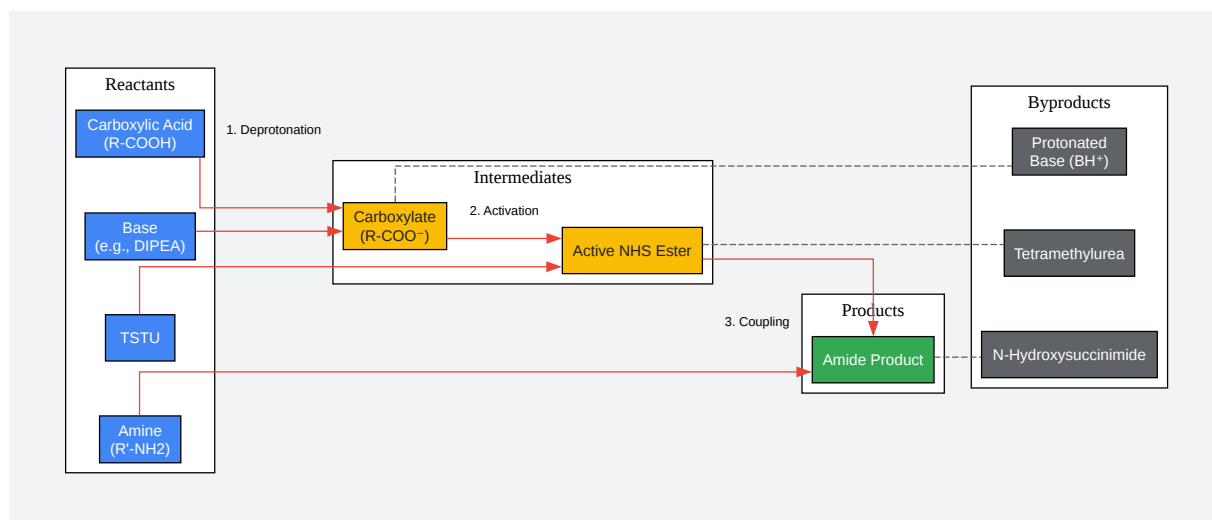 Reactants
Carboxylic Acid
(R-COOH)
Base
(e.g., DIPEA)
TSTU
Amine
(R'-NH2)
1. Deprotonation
Intermediates
Carboxylate
(R-COO⁻)
2. Activation
Active NHS Ester
3. Coupling
Products
Amide Product
Byproducts
Protonated
Base (BH⁺)
Tetramethylurea
N-Hydroxysuccinimide